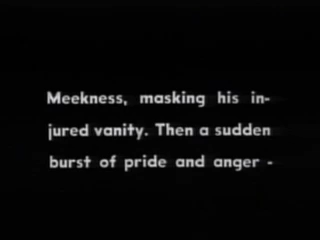 Meekness, masking his in-
jured vanity. Then a sudden
burst of pride and anger -